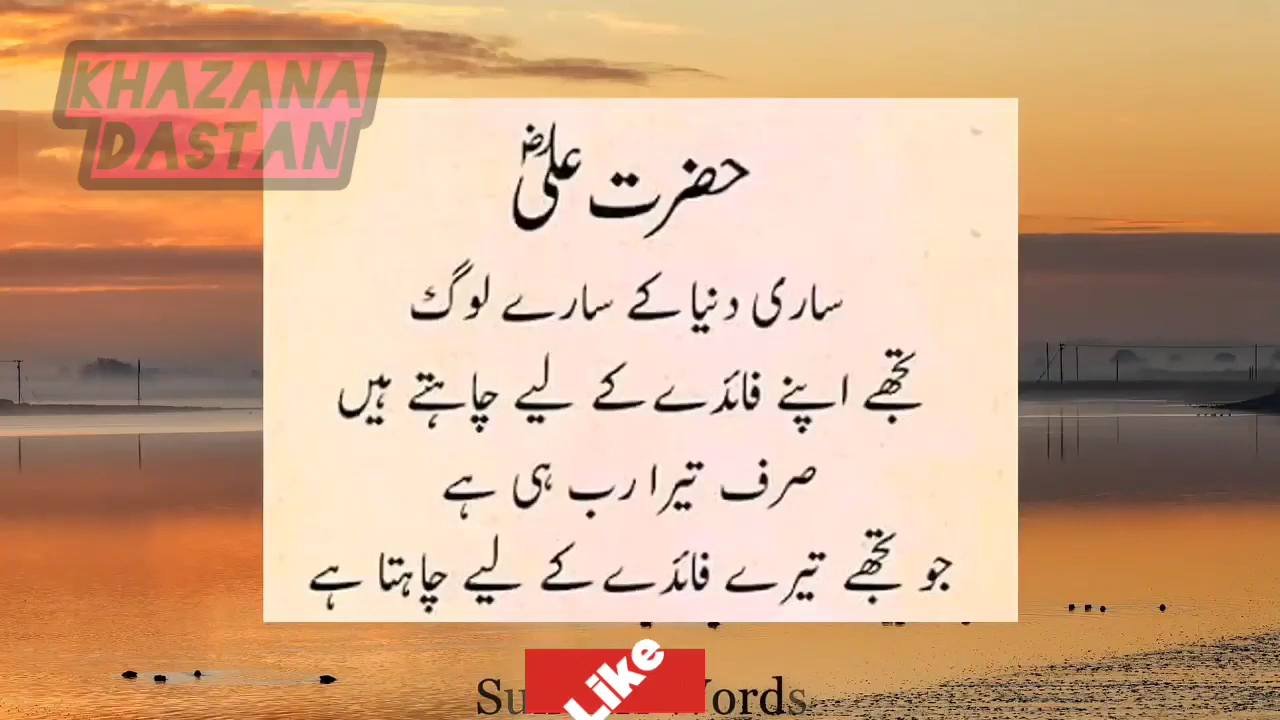 KHAZANA
DASTAN
حضرت علیؓ
ساری دنیا کے سارے لوگ
تجھے اپنے فائدے کے لیے چاہتے ہیں
صرف تیرا رب ہی ہے
جو تجھے تیرے فائدے کے لیے چاہتا ہے
Like
Words